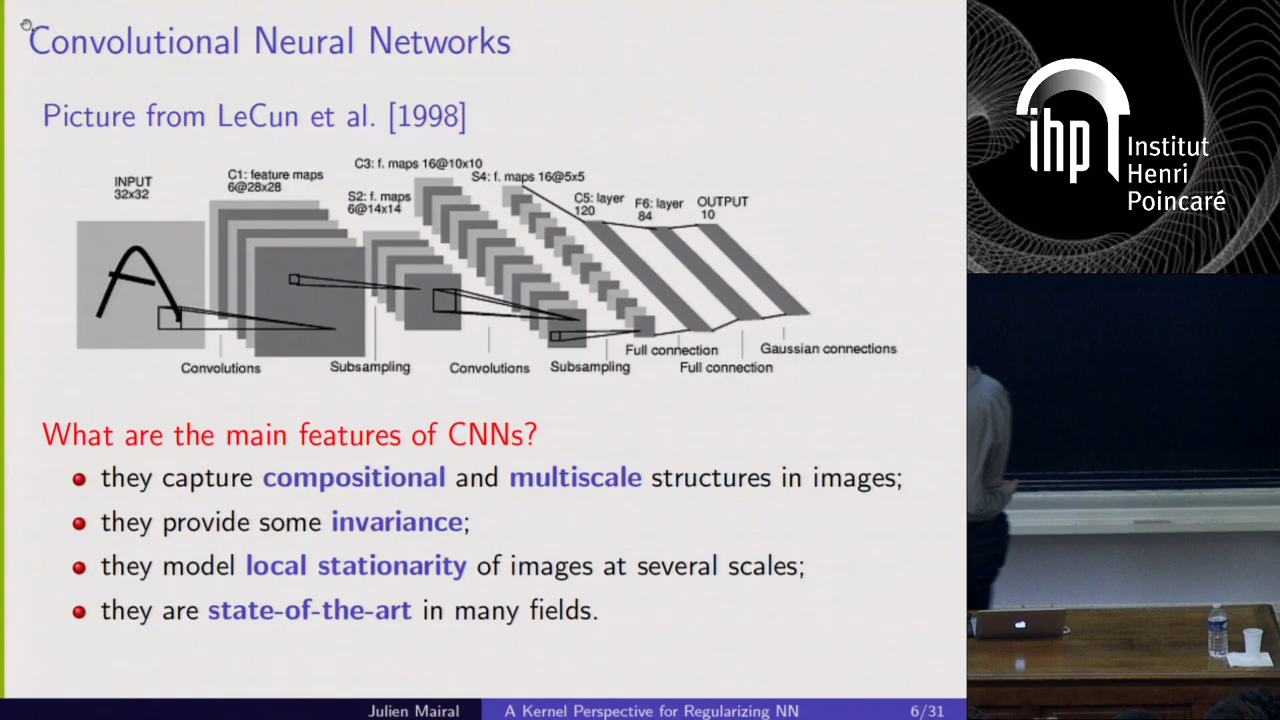 Convolutional Neural Networks
Picture from LeCun et al. [1998]
INPUT
32x32
C1: feature maps
6@28x28
S2: f. maps
6@14x14
C3: f. maps 16@10x10
S4: f. maps 16@5x5
C5: layer
120
F6: layer
84
OUTPUT
10
Convolutions
Subsampling
Convolutions
Subsampling
Full connection
Full connection
Gaussian connections
What are the main features of CNNs?
they capture compositional and multiscale structures in images;
they provide some invariance;
they model local stationarity of images at several scales;
they are state-of-the-art in many fields.
Julien Mairal
A Kernel Perspective for Regularizing NN
6/31
ihp
Institut
Henri
Poincaré